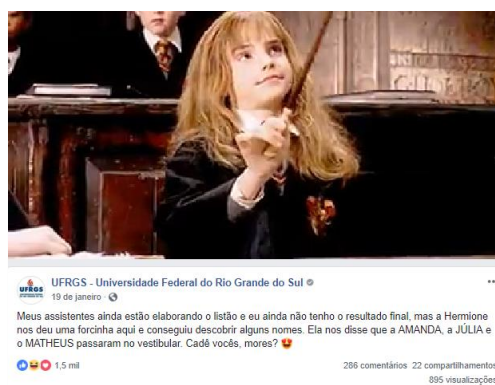 UFRGS
UFRGS - Universidade Federal do Rio Grande do Sul
19 de janeiro
Meus assistentes ainda estão elaborando o listão e eu ainda não tenho o resultado final, mas a Hermione
nos deu uma forcinha aqui e conseguiu descobrir alguns nomes. Ela nos disse que a AMANDA, a JÚLIA e
o MATHEUS passaram no vestibular. Cadê vocês, mores?
1,5 mil
286 comentários 22 compartilhamentos
895 visualizações